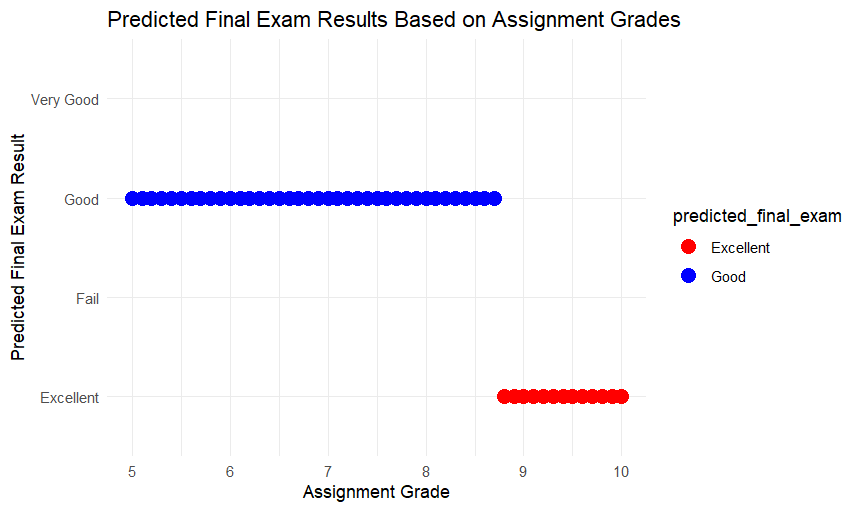 Predicted Final Exam Results Based on Assignment Grades
Predicted Final Exam Result
Very Good
Good
Fail
Excellent
5 6 7 8 9 10
Assignment Grade
predicted_final_exam
Excellent
Good